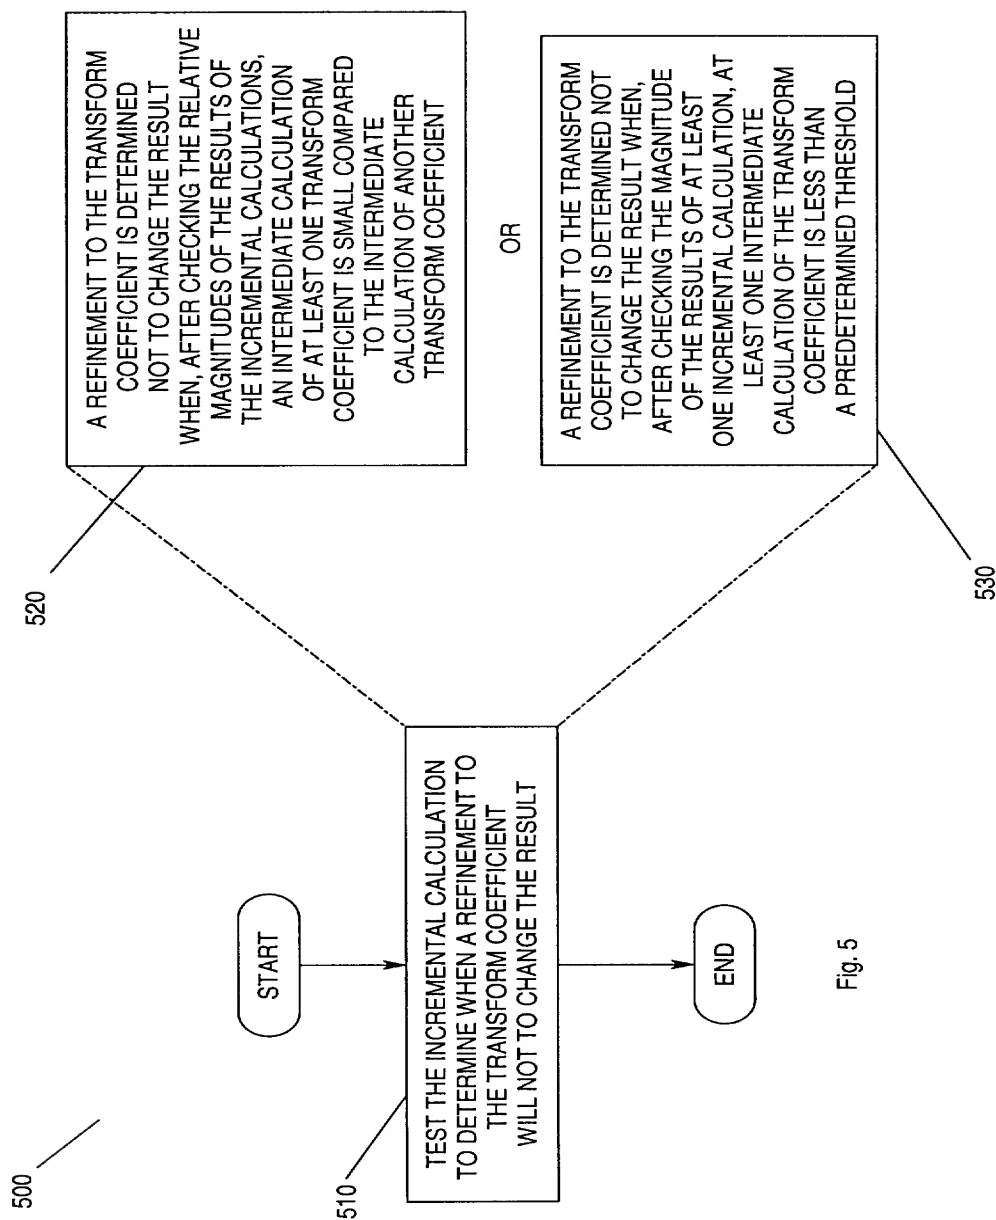 500
START
510
TEST THE INCREMENTAL CALCULATION
TO DETERMINE WHEN A REFINEMENT TO
THE TRANSFORM COEFFICIENT
WILL NOT TO CHANGE THE RESULT
END
520
A REFINEMENT TO THE TRANSFORM
COEFFICIENT IS DETERMINED
NOT TO CHANGE THE RESULT
WHEN, AFTER CHECKING THE RELATIVE
MAGNITUDES OF THE RESULTS OF
THE INCREMENTAL CALCULATIONS,
AN INTERMEDIATE CALCULATION
OF AT LEAST ONE TRANSFORM
COEFFICIENT IS SMALL COMPARED
TO THE INTERMEDIATE
CALCULATION OF ANOTHER
TRANSFORM COEFFICIENT
OR
A REFINEMENT TO THE TRANSFORM
COEFFICIENT IS DETERMINED NOT
TO CHANGE THE RESULT WHEN,
AFTER CHECKING THE MAGNITUDE
OF THE RESULTS OF AT LEAST
ONE INCREMENTAL CALCULATION, AT
LEAST ONE INTERMEDIATE
CALCULATION OF THE TRANSFORM
COEFFICIENT IS LESS THAN
A PREDETERMINED THRESHOLD
530
Fig. 5